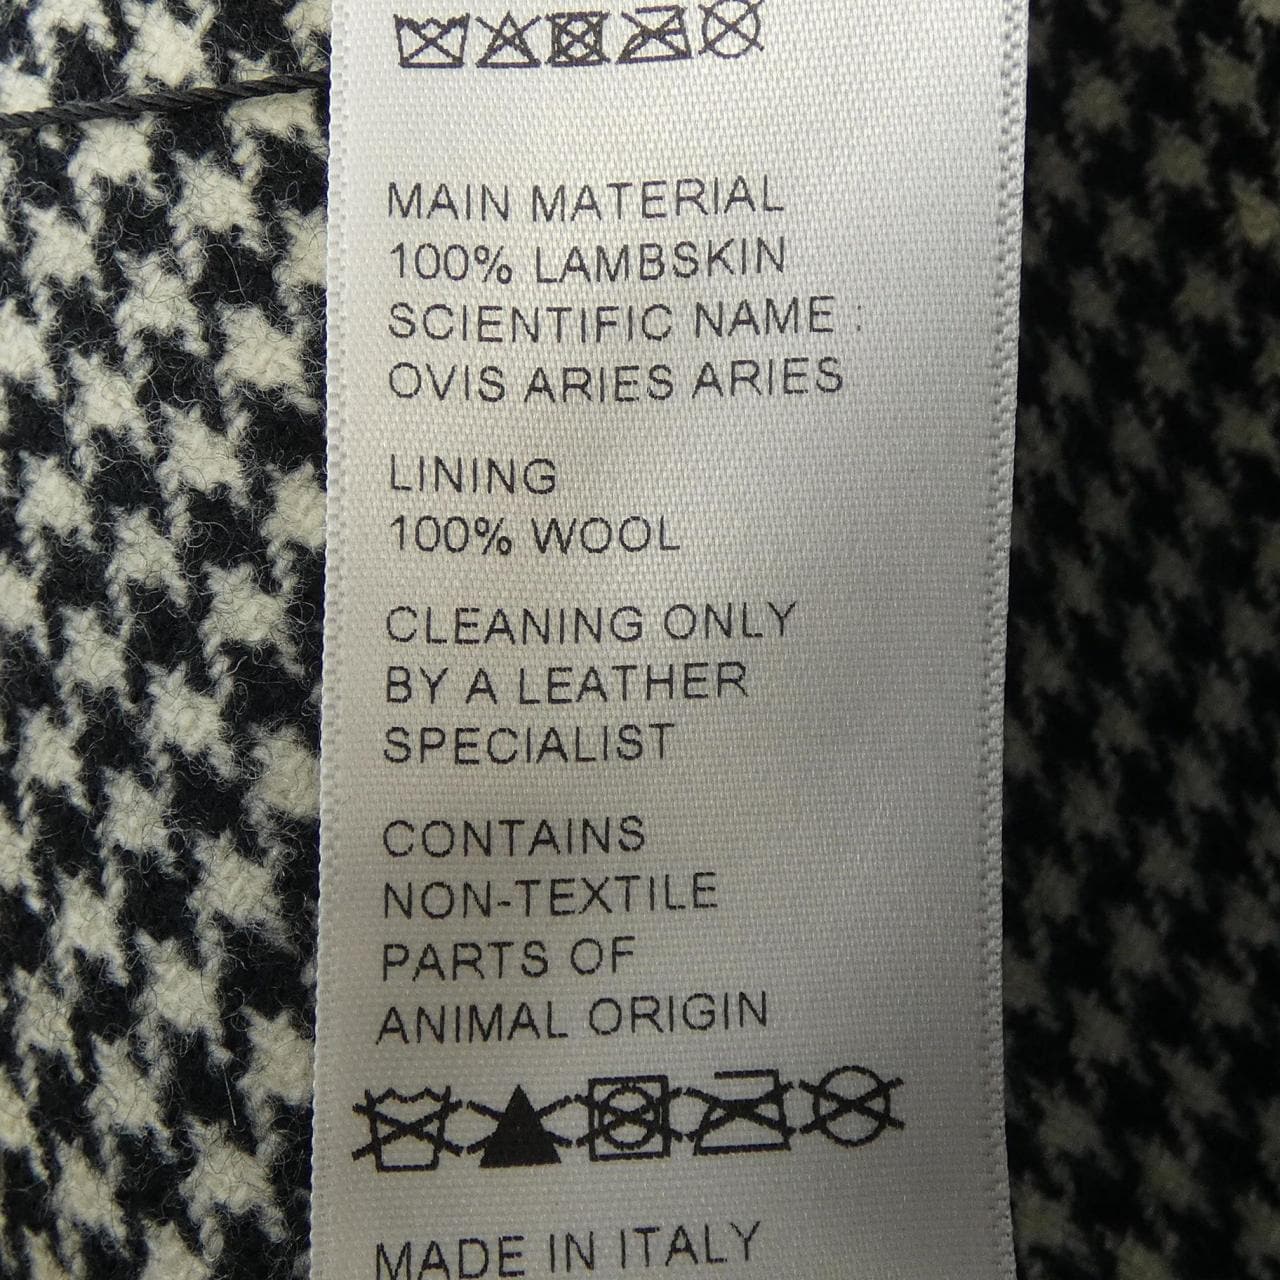 MAIN MATERIAL
100% LAMBSKIN
SCIENTIFIC NAME :
OVIS ARIES ARIES
LINING
100% WOOL
CLEANING ONLY
BY A LEATHER
SPECIALIST
CONTAINS
NON-TEXTILE
PARTS OF
ANIMAL ORIGIN
MADE IN ITALY